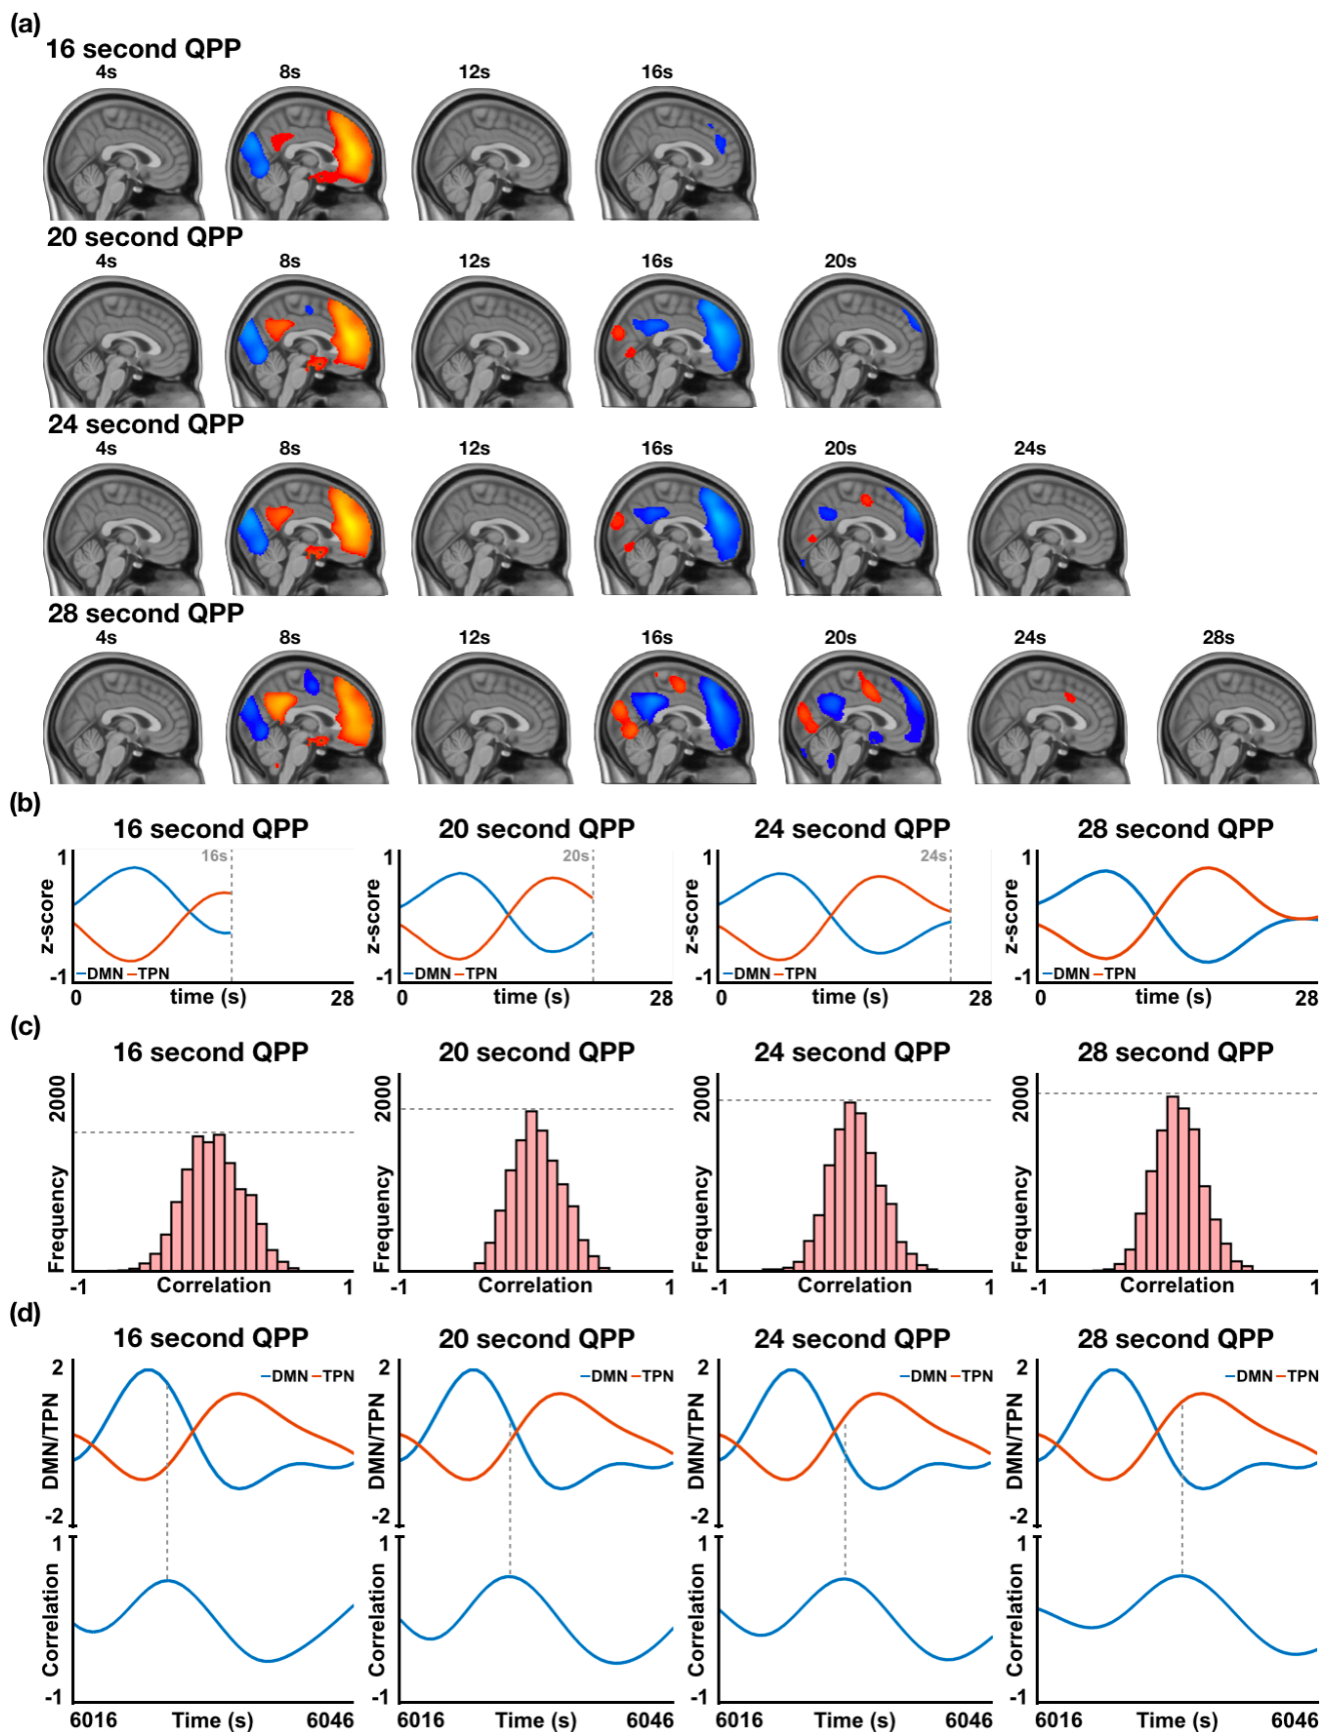 (a)
16 second QPP
4s 8s 12s 16s
20 second QPP
4s 8s 12s 16s 20s
24 second QPP
4s 8s 12s 16s 20s 24s
28 second QPP
4s 8s 12s 16s 20s 24s 28s
(b)
16 second QPP 20 second QPP 24 second QPP 28 second QPP
1 16s 1 20s 1 24s 1
z-score z-score z-score z-score
-1 DMN TPN -1 DMN TPN -1 DMN TPN -1 DMN TPN
0 time (s) 28 0 time (s) 28 0 time (s) 28 0 time (s) 28
(c)
16 second QPP 20 second QPP 24 second QPP 28 second QPP
2000 2000 2000 2000
Frequency Frequency Frequency Frequency
-1 Correlation 1 -1 Correlation 1 -1 Correlation 1 -1 Correlation 1
(d)
16 second QPP 20 second QPP 24 second QPP 28 second QPP
2 DMN TPN 2 DMN TPN 2 DMN TPN 2 DMN TPN
DMN/TPN DMN/TPN DMN/TPN DMN/TPN
-2 -2 -2 -2
1 1 1 1
Correlation Correlation Correlation Correlation
-1 -1 -1 -1
6016 Time (s) 6046 6016 Time (s) 6046 6016 Time (s) 6046 6016 Time (s) 6046